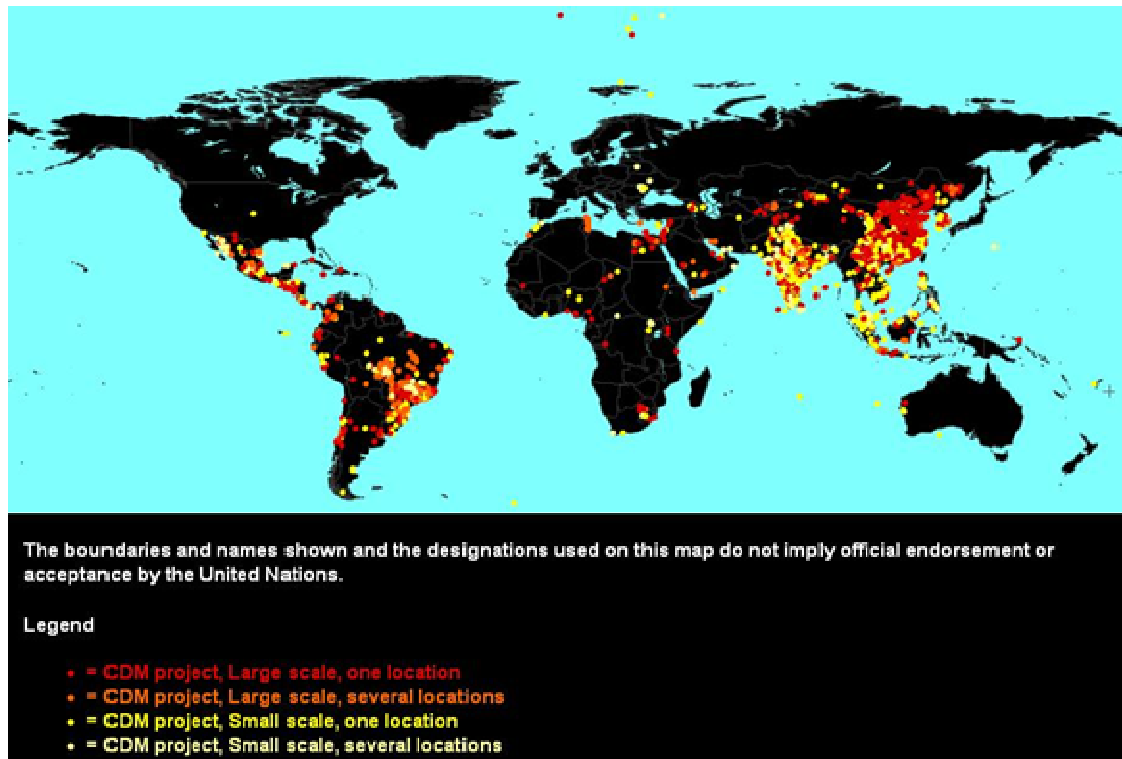 The boundaries and names shown and the designations used on this map do not imply official endorsement or
acceptance by the United Nations.
Legend
• = CDM project, Large scale, one location
• = CDM project, Large scale, several locations
• = CDM project, Small scale, one location
• = CDM project, Small scale, several locations